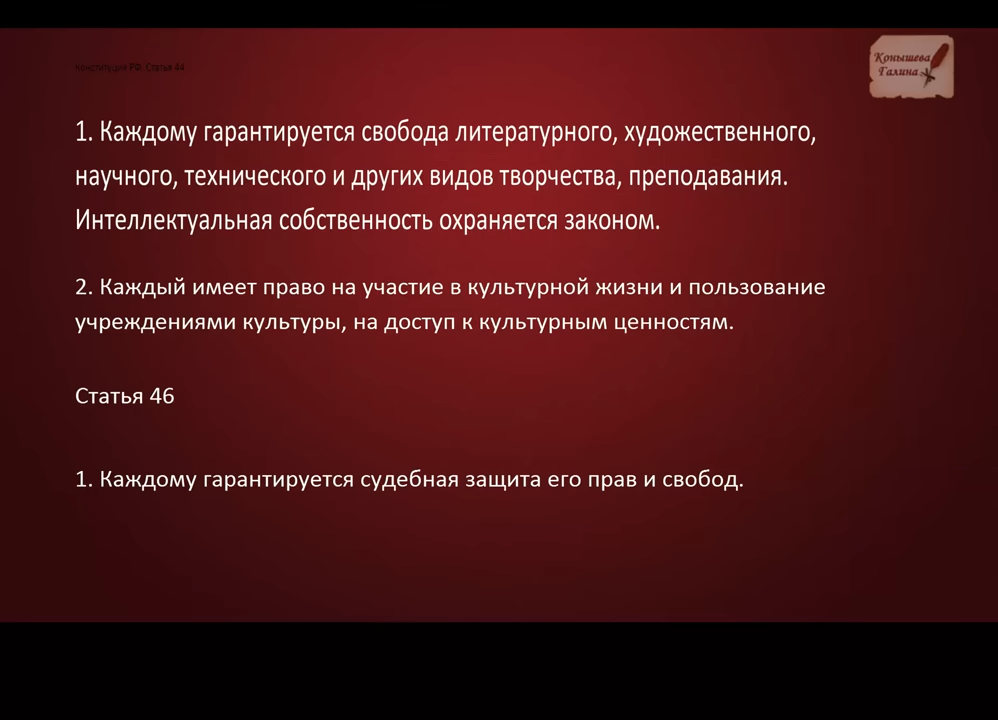 Конституция РФ. Статья 44
Конышева
Галина
1. Каждому гарантируется свобода литературного, художественного,
научного, технического и других видов творчества, преподавания.
Интеллектуальная собственность охраняется законом.
2. Каждый имеет право на участие в культурной жизни и пользование
учреждениями культуры, на доступ к культурным ценностям.
Статья 46
1. Каждому гарантируется судебная защита его прав и свобод.